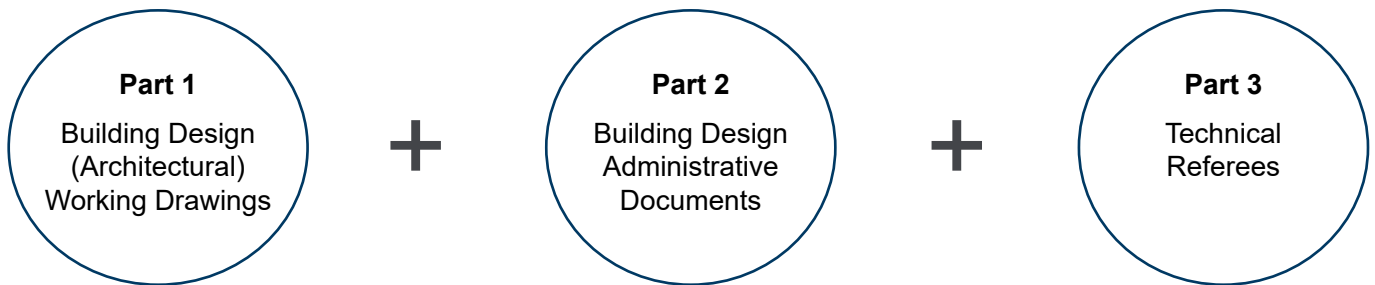 Part 1
Building Design
(Architectural)
Working Drawings
+
Part 2
Building Design
Administrative
Documents
+
Part 3
Technical
Referees